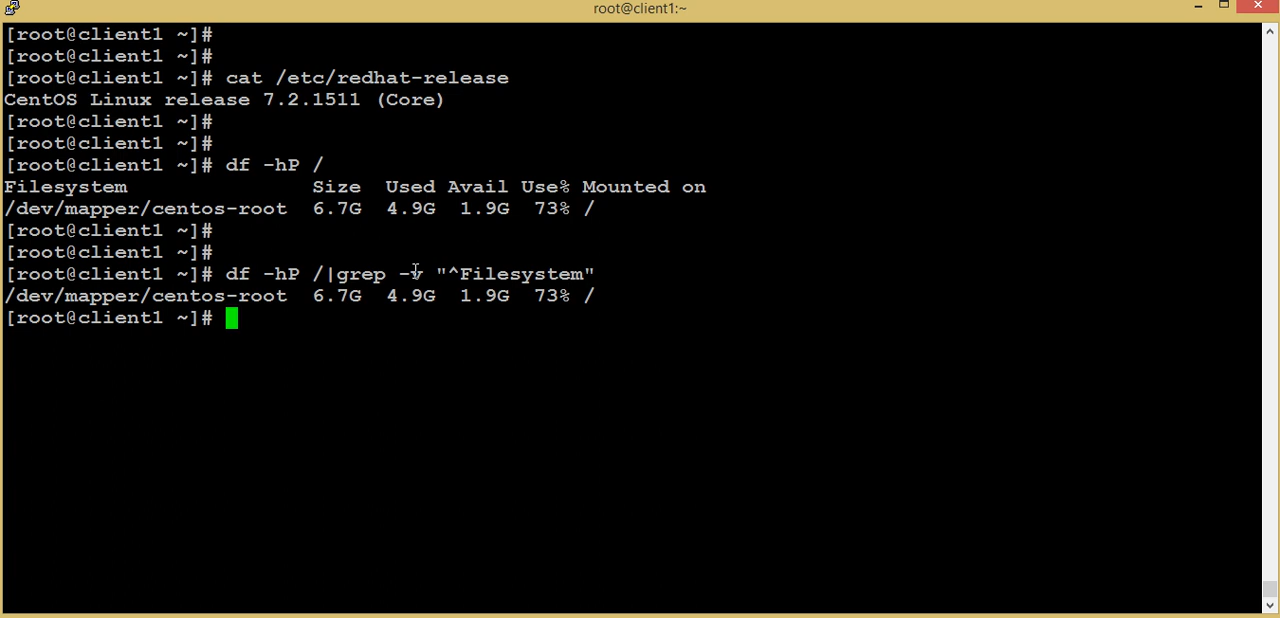 root@client1:~
[root@client1 ~]#
[root@client1 ~]#
[root@client1 ~]# cat /etc/redhat-release
CentOS Linux release 7.2.1511 (Core)
[root@client1 ~]#
[root@client1 ~]#
[root@client1 ~]# df -hP /
Filesystem Size Used Avail Use% Mounted on
/dev/mapper/centos-root 6.7G 4.9G 1.9G 73% /
[root@client1 ~]#
[root@client1 ~]#
[root@client1 ~]# df -hP /|grep -v "^Filesystem"
/dev/mapper/centos-root 6.7G 4.9G 1.9G 73% /
[root@client1 ~]#